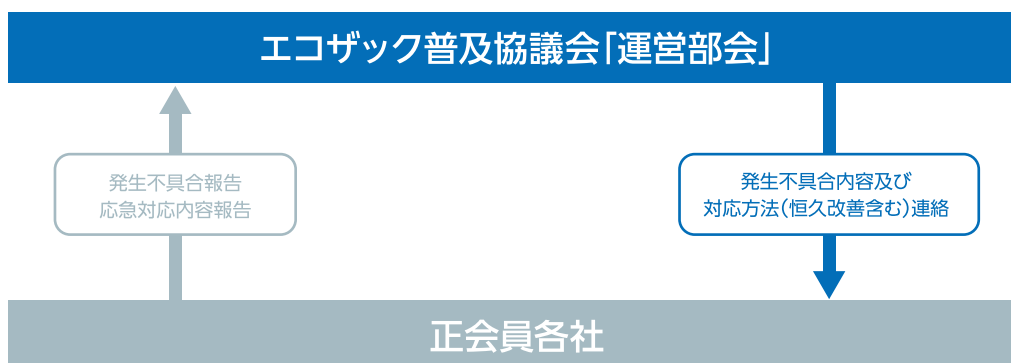 エコザック普及協議会「運営部会」
発生不具合報告
応急対応内容報告
発生不具合内容及び
対応方法(恒久改善含む)連絡
正会員各社